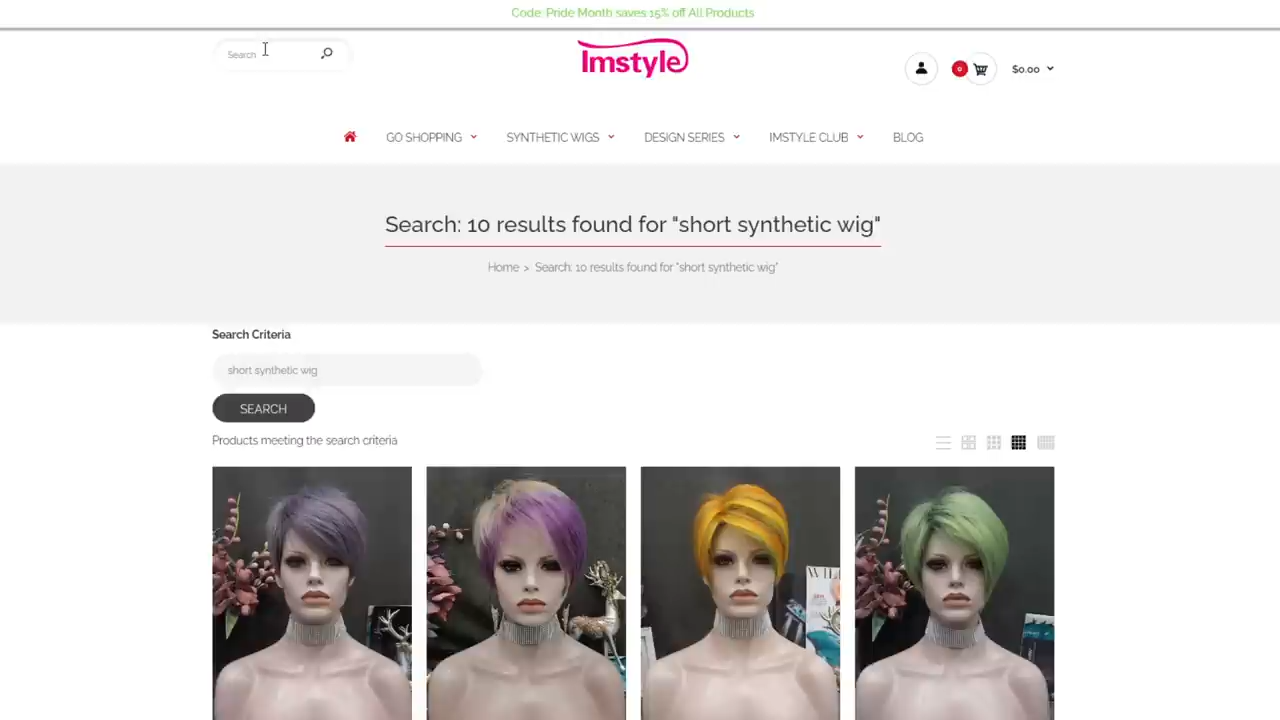 Code: Pride Month saves 15% off All Products
Search
Imstyle
0
$0.00
GO SHOPPING
SYNTHETIC WIGS
DESIGN SERIES
IMSTYLE CLUB
BLOG
Search: 10 results found for "short synthetic wig"
Home > Search: 10 results found for "short synthetic wig"
Search Criteria
short synthetic wig
SEARCH
Products meeting the search criteria